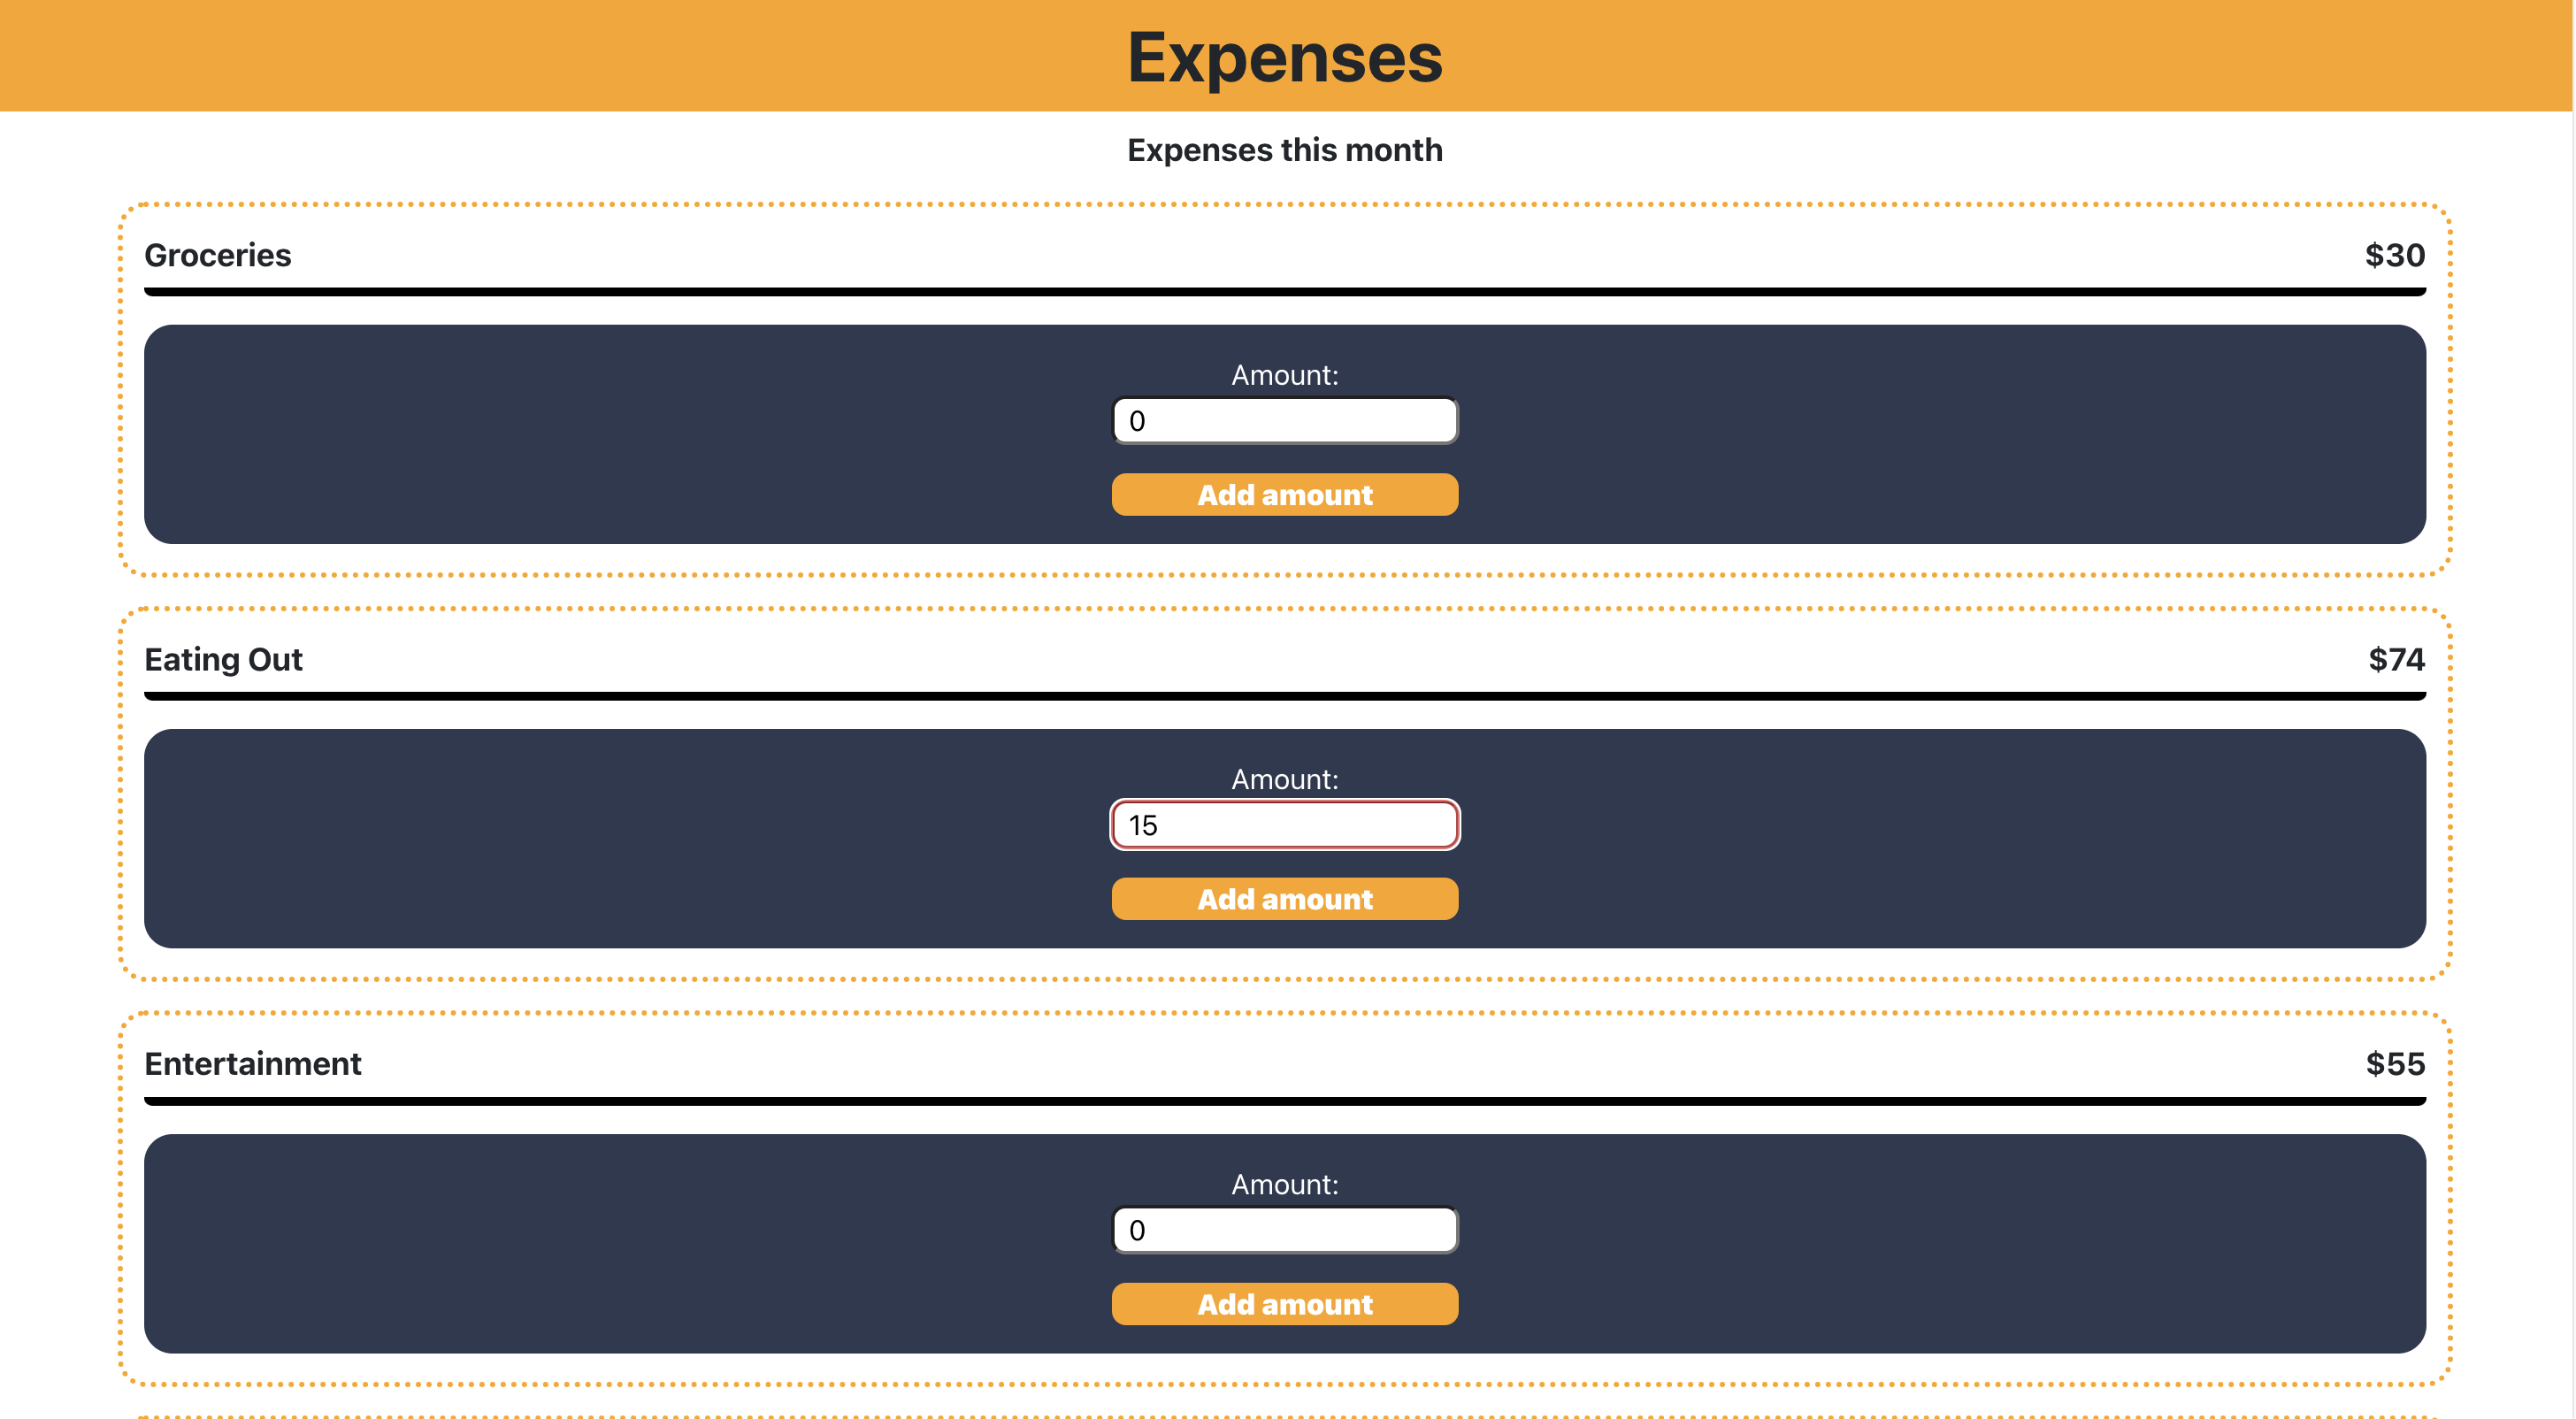 Expenses
Expenses this month
Groceries $30
Amount:
0
Add amount
Eating Out $74
Amount:
15
Add amount
Entertainment $55
Amount:
0
Add amount